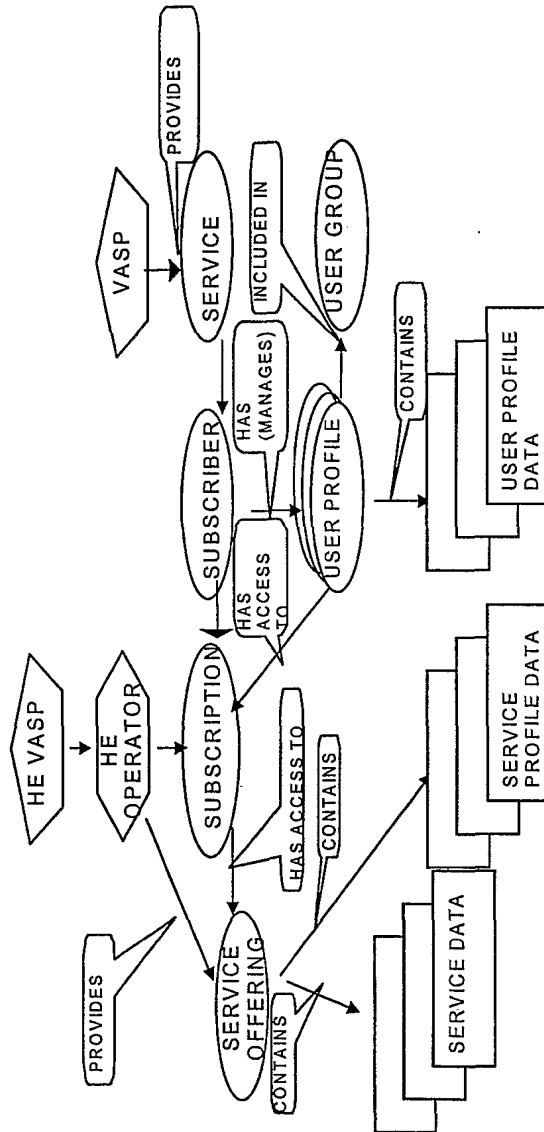 HE VASP
VASP
HE
OPERATOR
PROVIDES
PROVIDES
SERVICE
OFFERING
SUBSCRIPTION
SUBSCRIBER
SERVICE
HAS ACCESS TO
HAS
ACCESS
TO
HAS
(MANAGES)
INCLUDED IN
CONTAINS
CONTAINS
USER PROFILE
USER GROUP
CONTAINS
SERVICE DATA
SERVICE
PROFILE DATA
USER PROFILE
DATA